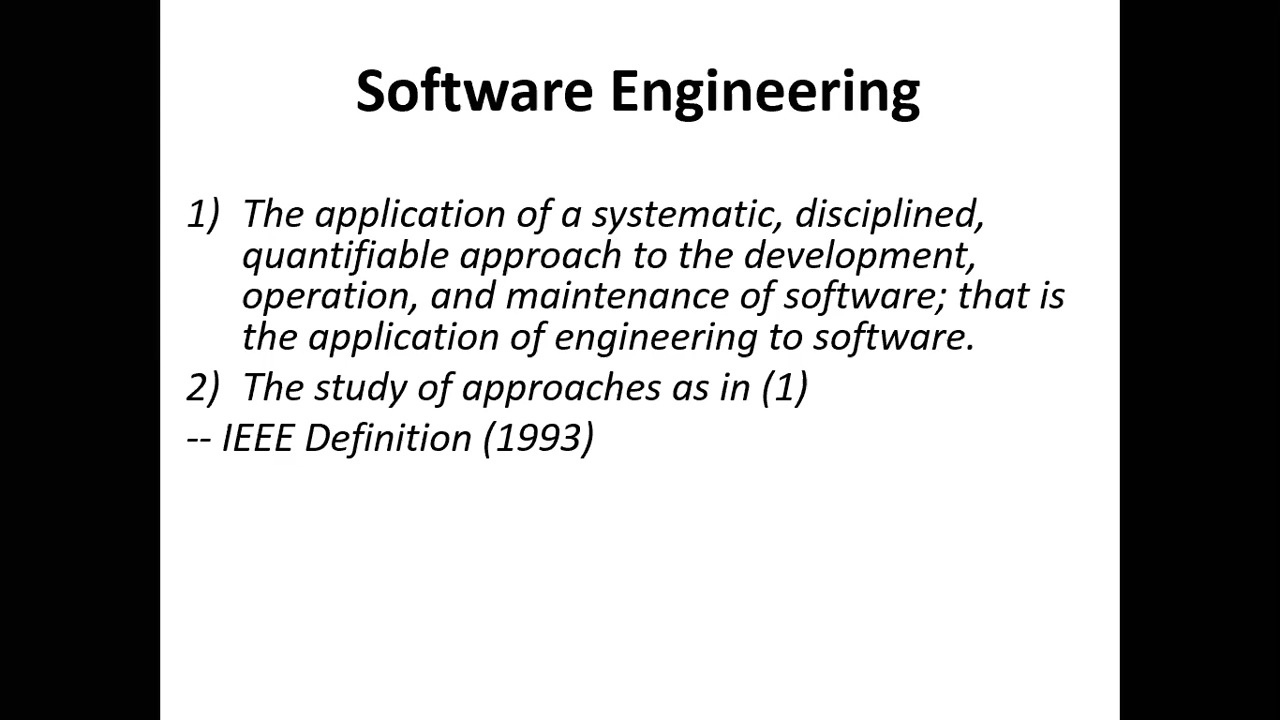 Software Engineering
1) The application of a systematic, disciplined,
quantifiable approach to the development,
operation, and maintenance of software; that is
the application of engineering to software.
2) The study of approaches as in (1)
-- IEEE Definition (1993)